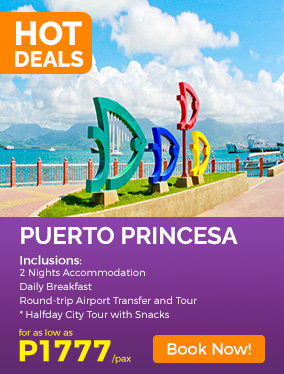 HOT
DEALS
PUERTO PRINCESA
Inclusions:
2 Nights Accommodation
Daily Breakfast
Round-trip Airport Transfer and Tour
* Halfday City Tour with Snacks
for as low as
P1777/pax
Book Now!